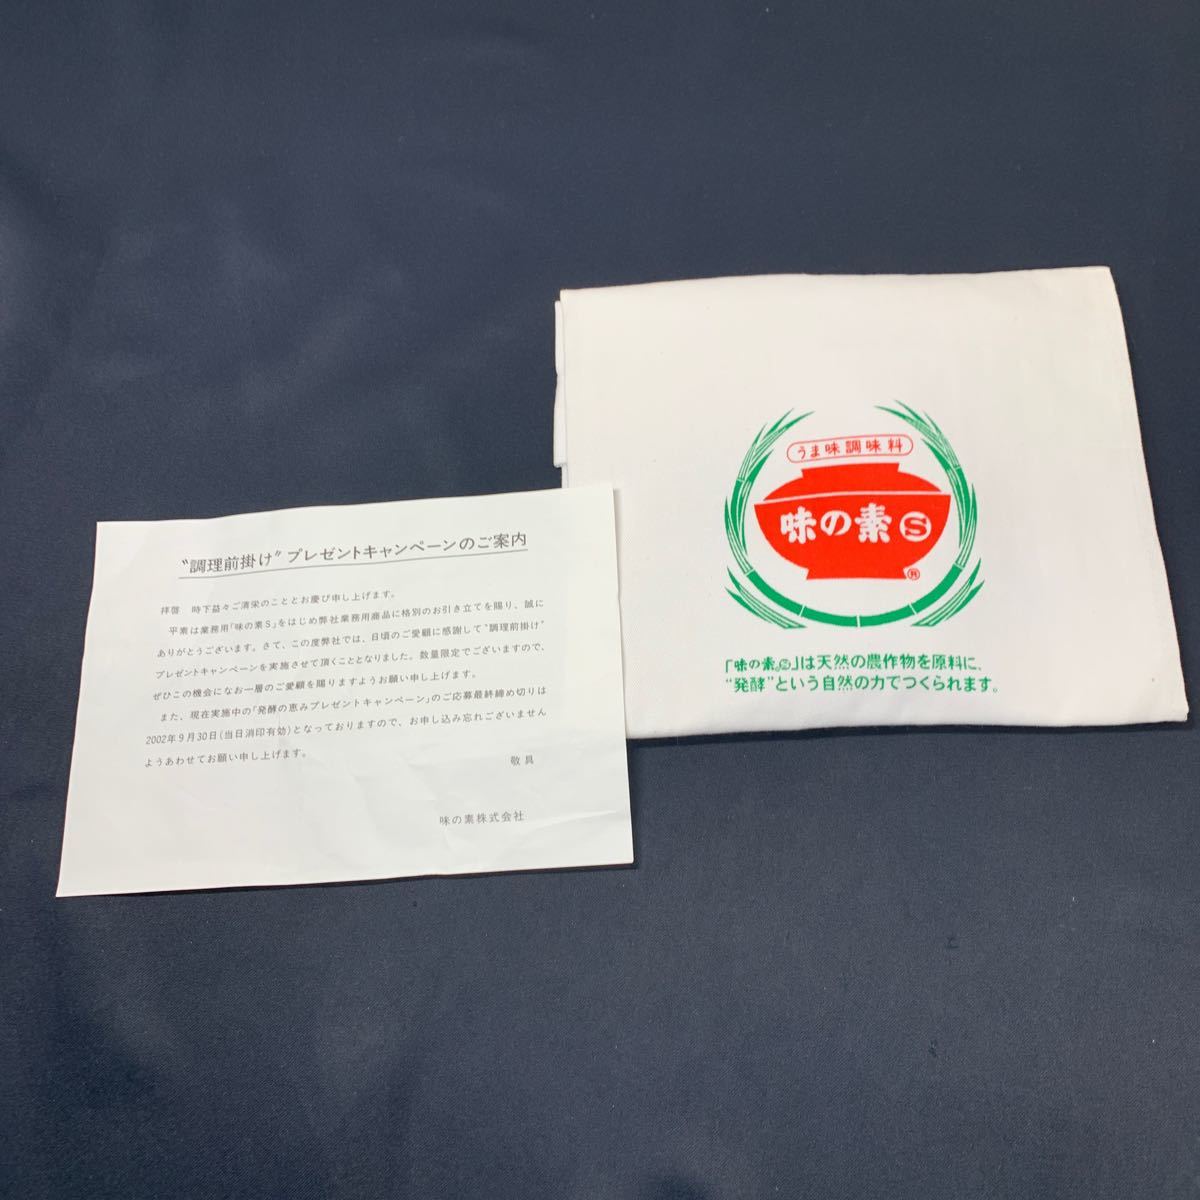 "調理前掛け"プレゼントキャンペーンのご案内
拝啓　時下益々ご清栄のこととお慶び申し上げます。
平素は業務用「味の素S」をはじめ弊社業務用商品に格別のお引き立てを賜り、誠に
ありがとうございます。さて、この度弊社では、日頃のご愛顧に感謝して"調理前掛け"
プレゼントキャンペーンを実施させて頂くこととなりました。数量限定でございますので、
ぜひこの機会になお一層のご愛顧を賜りますようお願い申し上げます。
また、現在実施中の「発酵の恵みプレゼントキャンペーン」のご応募最終締め切りは
2002年9月30日(当日消印有効)となっておりますので、お申し込み忘れございません
ようあわせてお願い申し上げます。
敬具
味の素株式会社
うま味調味料
味の素 S
®
「味の素Ⓢ」は天然の農作物を原料に、
"発酵"という自然の力でつくられます。